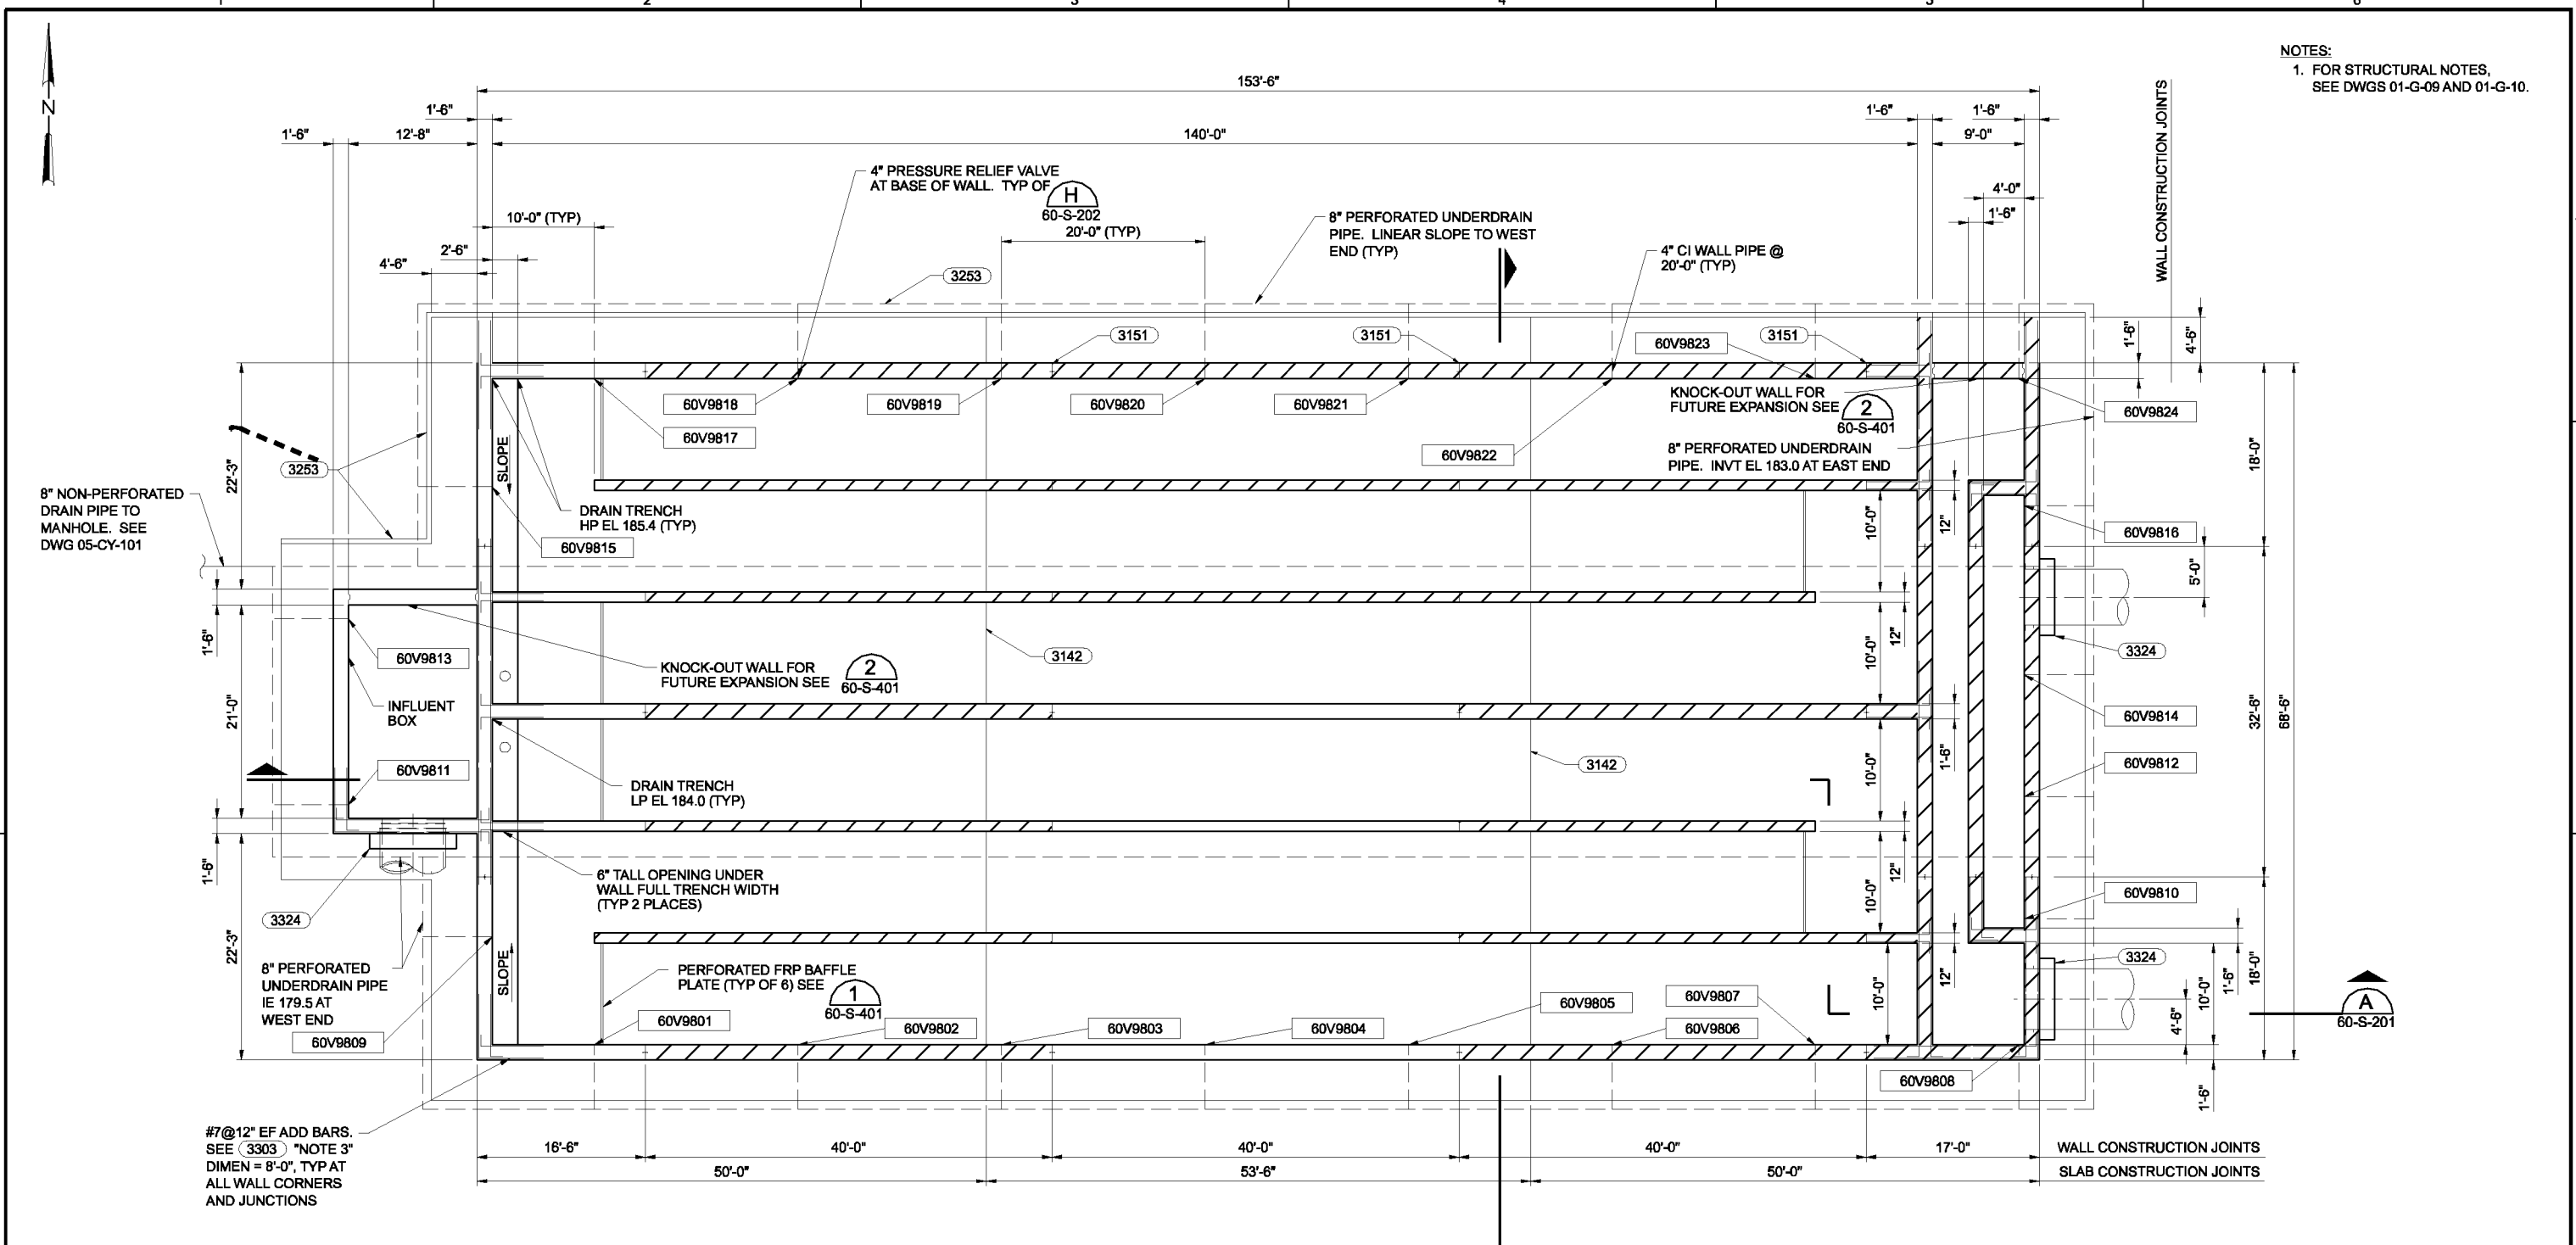 2
3
4
5
6
N
NOTES:
1. FOR STRUCTURAL NOTES,
SEE DWGS 01-G-09 AND 01-G-10.
153'-6"
1'-6"
1'-6"
1'-6"
1'-6"
12'-8"
140'-0"
9'-0"
WALL CONSTRUCTION JOINTS
4" PRESSURE RELIEF VALVE
AT BASE OF WALL. TYP OF
H
60-S-202
4'-0"
1'-6"
10'-0" (TYP)
20'-0" (TYP)
8" PERFORATED UNDERDRAIN
PIPE. LINEAR SLOPE TO WEST
END (TYP)
4" CI WALL PIPE @
20'-0" (TYP)
2'-6"
4'-6"
3253
3151
3151
3151
60V9823
1'-6"
4'-6"
60V9818
60V9819
60V9820
60V9821
KNOCK-OUT WALL FOR
FUTURE EXPANSION SEE
2
60-S-401
60V9824
60V9817
60V9822
8" PERFORATED UNDERDRAIN
PIPE. INVT EL 183.0 AT EAST END
SLOPE
3253
22'-3"
18'-0"
8" NON-PERFORATED
DRAIN PIPE TO
MANHOLE. SEE
DWG 05-CY-101
DRAIN TRENCH
HP EL 185.4 (TYP)
60V9815
10'-0"
12"
60V9816
5'-0"
1'-6"
60V9813
KNOCK-OUT WALL FOR
FUTURE EXPANSION SEE
2
60-S-401
3142
10'-0"
12"
3324
INFLUENT
BOX
21'-0"
60V9814
32'-6"
68'-6"
60V9811
3142
10'-0"
1'-6"
60V9812
DRAIN TRENCH
LP EL 184.0 (TYP)
1'-6"
6" TALL OPENING UNDER
WALL FULL TRENCH WIDTH
(TYP 2 PLACES)
10'-0"
12"
60V9810
3324
22'-3"
8" PERFORATED
UNDERDRAIN PIPE
IE 179.5 AT
WEST END
SLOPE
PERFORATED FRP BAFFLE
PLATE (TYP OF 6) SEE
1
60-S-401
10'-0"
12"
3324
1'-6"
18'-0"
10'-0"
4'-6"
A
60-S-201
60V9809
60V9801
60V9802
60V9803
60V9804
60V9805
60V9807
60V9806
60V9808
1'-6"
#7@12" EF ADD BARS.
SEE 3303 "NOTE 3"
DIMEN = 8'-0", TYP AT
ALL WALL CORNERS
AND JUNCTIONS
16'-6"
40'-0"
40'-0"
40'-0"
17'-0"
WALL CONSTRUCTION JOINTS
50'-0"
53'-6"
50'-0"
SLAB CONSTRUCTION JOINTS